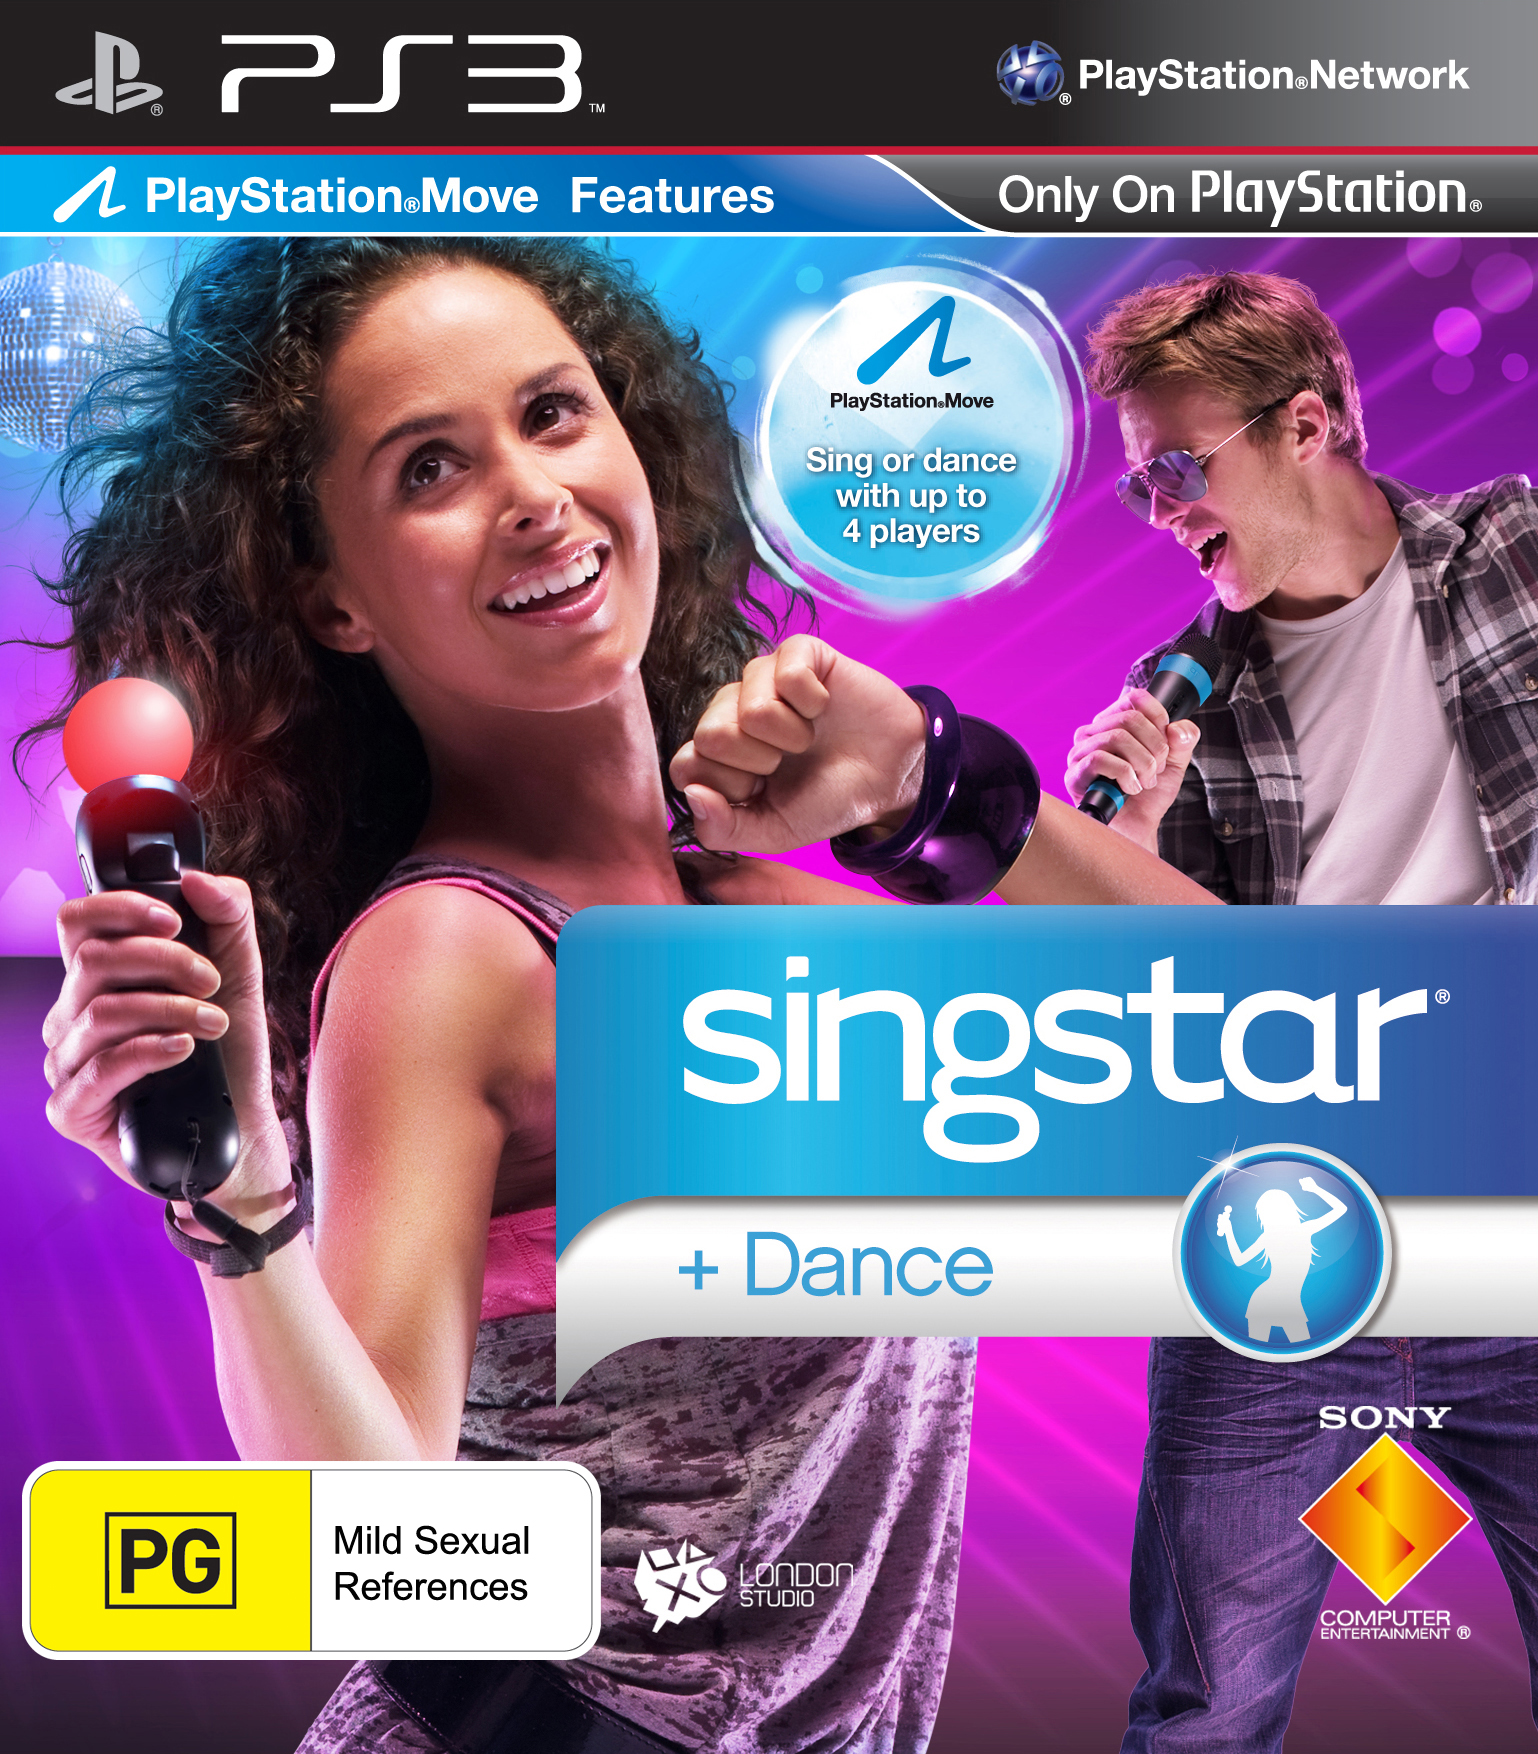 PS3™
PlayStation®Network
PlayStation®Move Features
Only On PlayStation®
PlayStation®Move
Sing or dance
with up to
4 players
singstar®
+ Dance
SONY
COMPUTER
ENTERTAINMENT ®
PG
Mild Sexual
References
LONDON
STUDIO